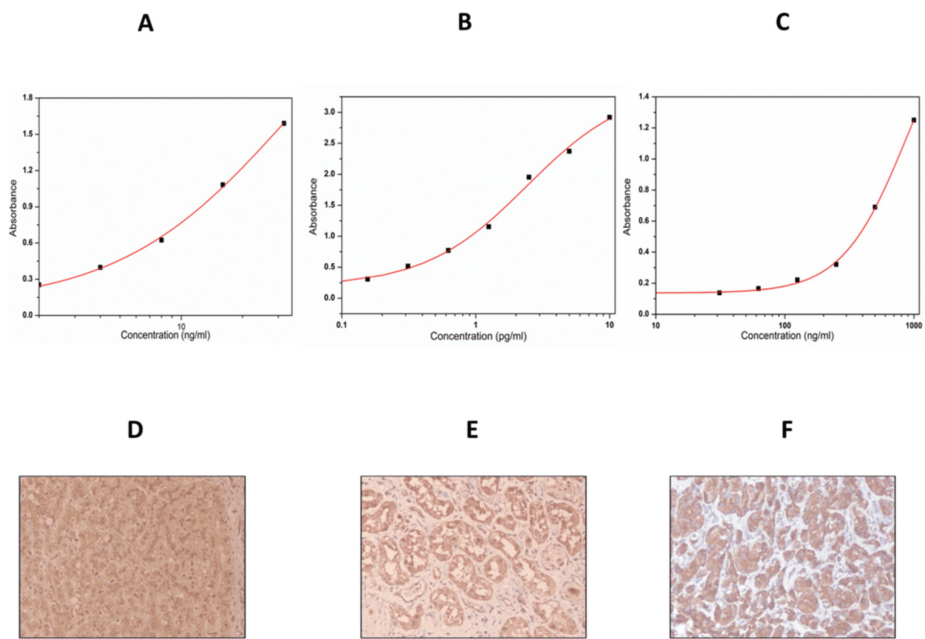 A B C
1.8
1.5
1.2
0.9
0.6
0.3
0.0
Absorbance
10
Concentration (ng/ml)
3.0
2.5
2.0
1.5
1.0
0.5
0.0
Absorbance
0.1 1 10
Concentration (pg/ml)
1.4
1.2
1.0
0.8
0.6
0.4
0.2
0.0
Absorbance
10 100 1000
Concentration (ng/ml)
D E F